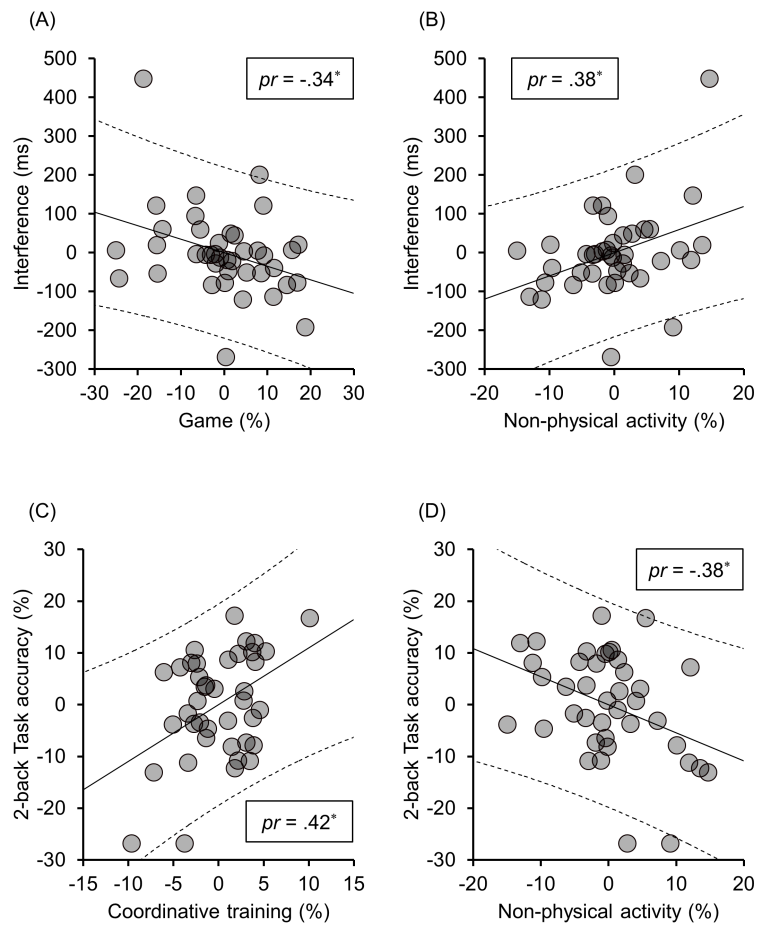 (A)
pr = -.34*
Interference (ms)
500
400
300
200
100
0
-100
-200
-300
-30 -20 -10 0 10 20 30
Game (%)
(B)
pr = .38*
Interference (ms)
500
400
300
200
100
0
-100
-200
-300
-20 -10 0 10 20
Non-physical activity (%)
(C)
2-back Task accuracy (%)
30
20
10
0
-10
-20
-30
pr = .42*
-15 -10 -5 0 5 10 15
Coordinative training (%)
(D)
pr = -.38*
2-back Task accuracy (%)
30
20
10
0
-10
-20
-30
-20 -10 0 10 20
Non-physical activity (%)